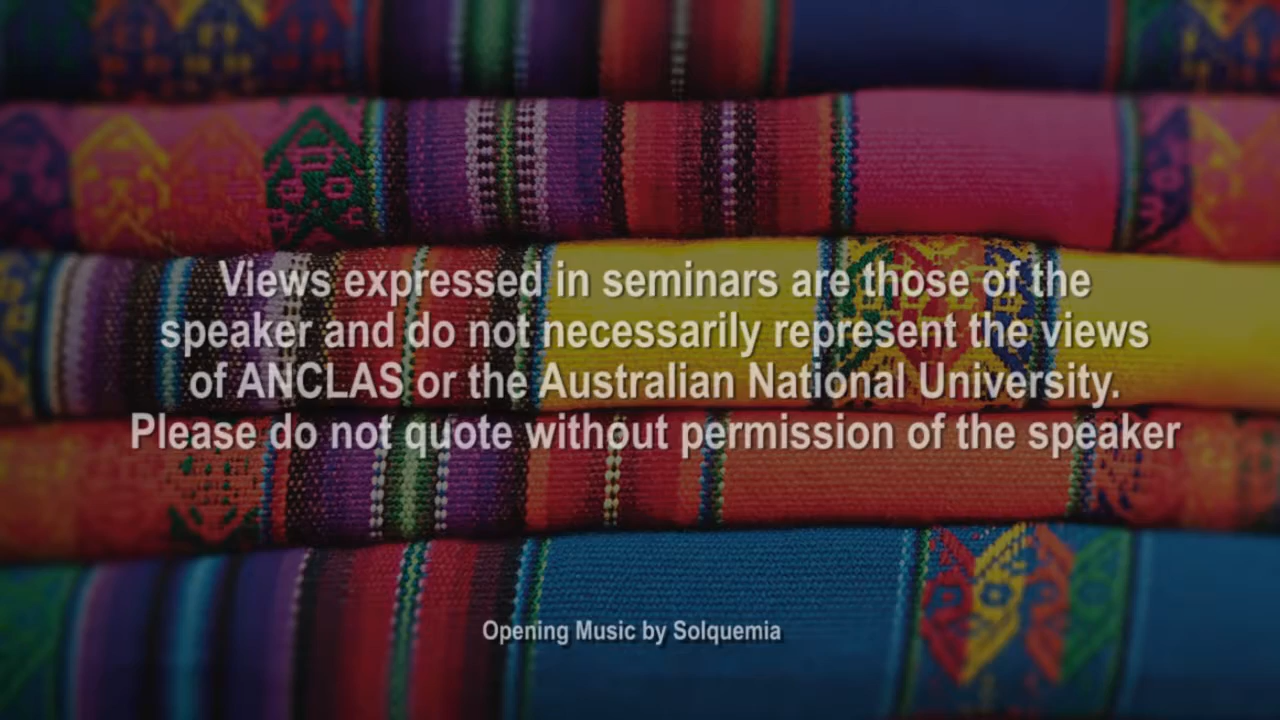 Views expressed in seminars are those of the
speaker and do not necessarily represent the views
of ANCLAS or the Australian National University.
Please do not quote without permission of the speaker
Opening Music by Solquemia